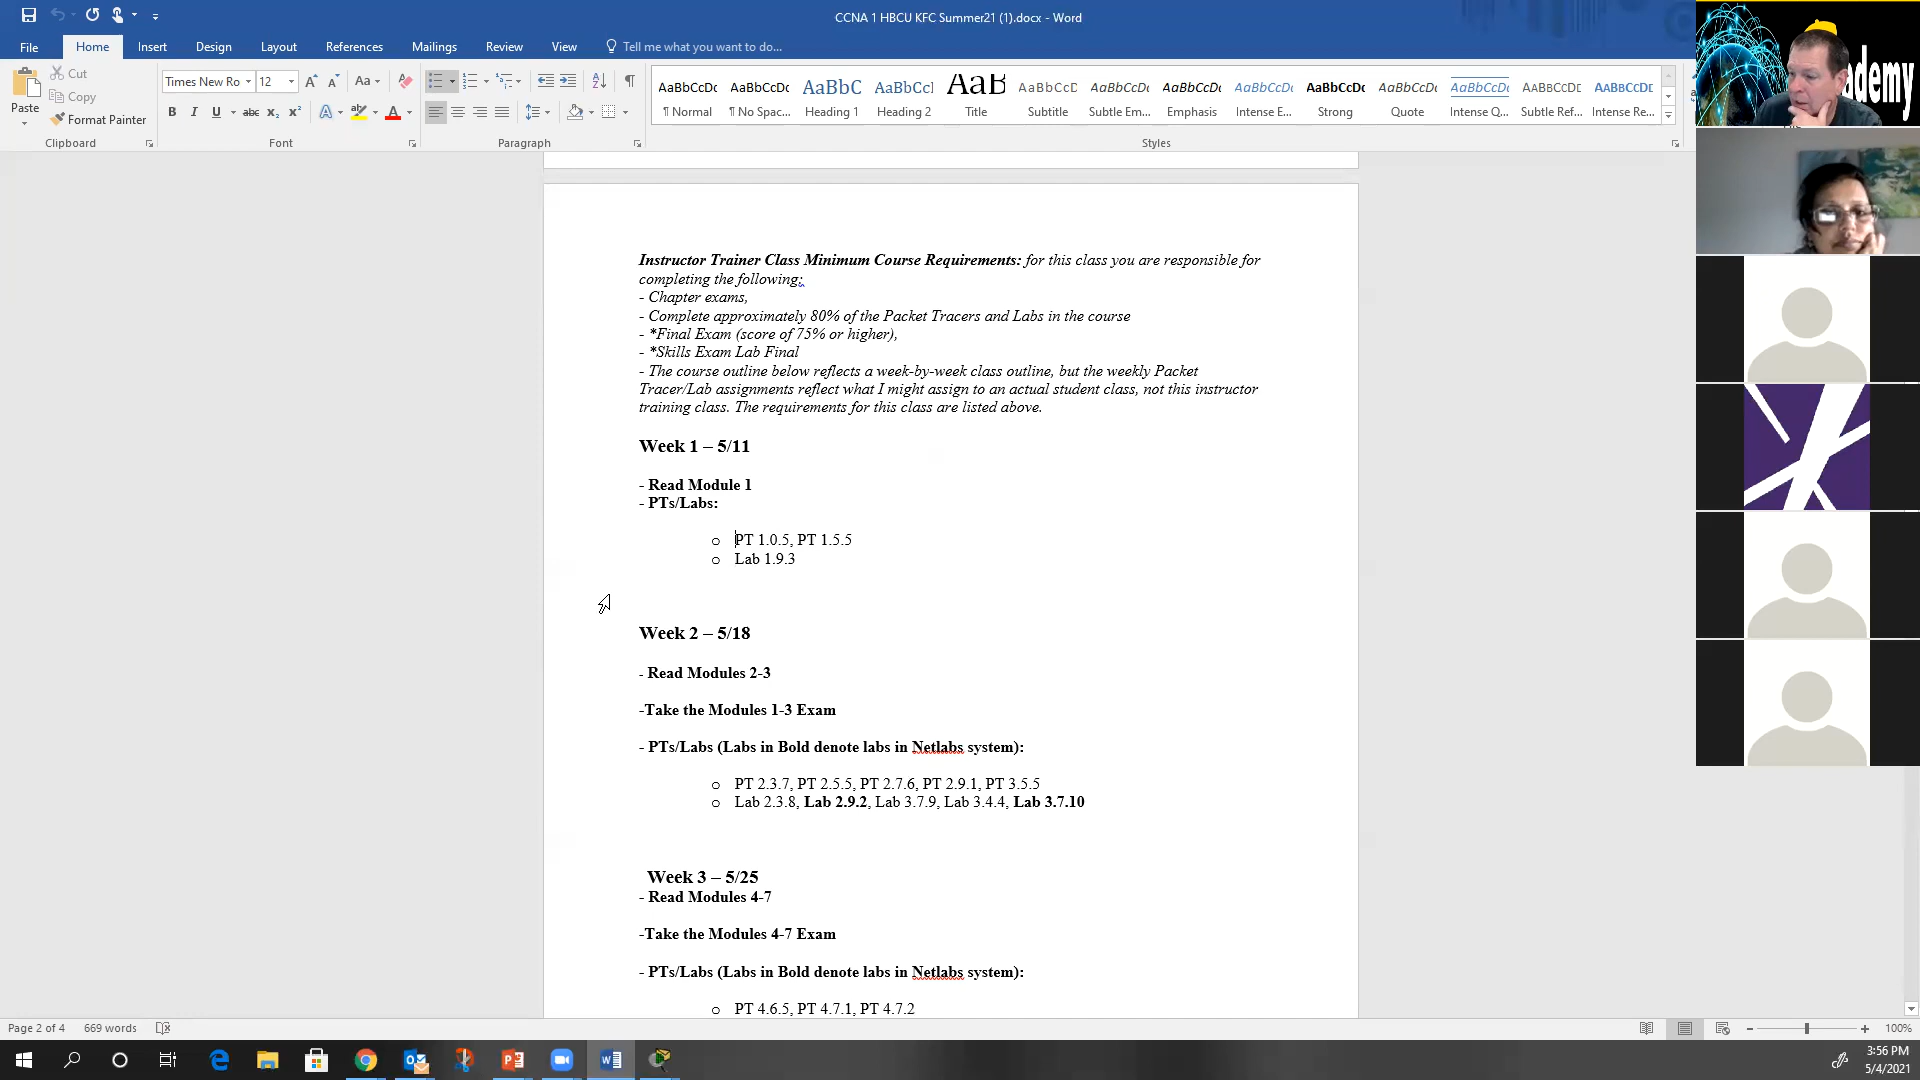 CCNA 1 HBCU KFC Summer21 (1).docx - Word
File Home Insert Design Layout References Mailings Review View Tell me what you want to do...
Paste
Cut
Copy
Format Painter
Clipboard
Times New Ro 12
Font
Paragraph
AaBbCcDc AaBbCcDc AaBbC AaBbCcI AaB AaBbCcD AaBbCcDc AaBbCcDc AaBbCcDc AaBbCcDc AaBbCcDc AaBbCcDc AABBCCDC AABBCCDE
¶ Normal ¶ No Spac... Heading 1 Heading 2 Title Subtitle Subtle Em... Emphasis Intense E... Strong Quote Intense Q... Subtle Ref... Intense Re...
Styles
ademy
Instructor Trainer Class Minimum Course Requirements: for this class you are responsible for
completing the following:
- Chapter exams,
- Complete approximately 80% of the Packet Tracers and Labs in the course
- *Final Exam (score of 75% or higher),
- *Skills Exam Lab Final
- The course outline below reflects a week-by-week class outline, but the weekly Packet
Tracer/Lab assignments reflect what I might assign to an actual student class, not this instructor
training class. The requirements for this class are listed above.
Week 1 – 5/11
- Read Module 1
- PTs/Labs:
o PT 1.0.5, PT 1.5.5
o Lab 1.9.3
Week 2 – 5/18
- Read Modules 2-3
-Take the Modules 1-3 Exam
- PTs/Labs (Labs in Bold denote labs in Netlabs system):
o PT 2.3.7, PT 2.5.5, PT 2.7.6, PT 2.9.1, PT 3.5.5
o Lab 2.3.8, Lab 2.9.2, Lab 3.7.9, Lab 3.4.4, Lab 3.7.10
Week 3 – 5/25
- Read Modules 4-7
-Take the Modules 4-7 Exam
- PTs/Labs (Labs in Bold denote labs in Netlabs system):
o PT 4.6.5, PT 4.7.1, PT 4.7.2
Page 2 of 4 669 words
100%
3:56 PM
5/4/2021